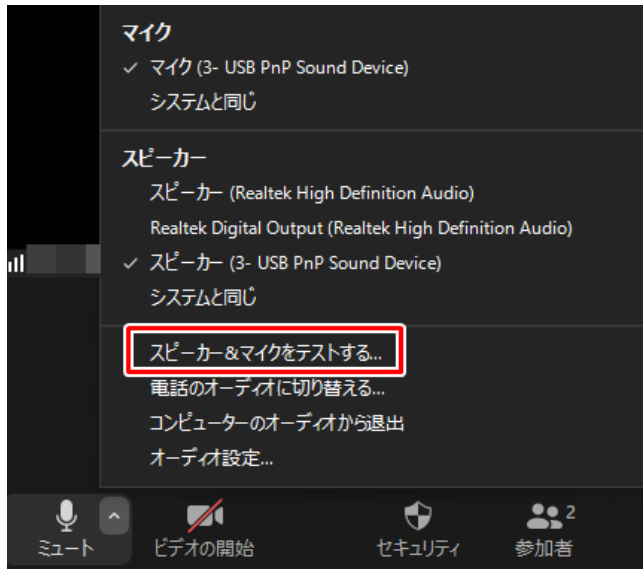 マイク
マイク (3- USB PnP Sound Device)
システムと同じ
スピーカー
スピーカー (Realtek High Definition Audio)
Realtek Digital Output (Realtek High Definition Audio)
スピーカー (3- USB PnP Sound Device)
システムと同じ
スピーカー&マイクをテストする...
電話のオーディオに切り替える...
コンピューターのオーディオから退出
オーディオ設定...
2
ミュート ビデオの開始 セキュリティ 参加者